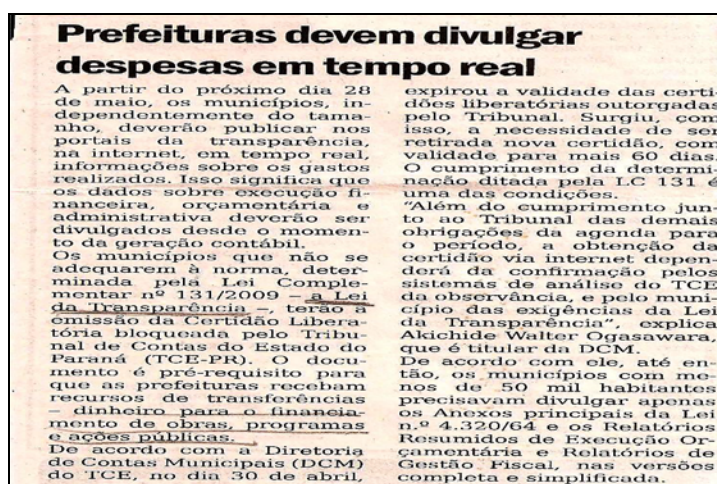 Prefeituras devem divulgar
despesas em tempo real
A partir do próximo dia 28
de maio, os municípios, in-
dependentemente do tama-
nho, deverão publicar nos
portais da transparência,
na internet, em tempo real,
informações sobre os gastos
realizados. Isso significa que
os dados sobre execução fi-
nanceira, orçamentária e
administrativa deverão ser
divulgados desde o momen-
to da geração contábil.
Os municípios que não se
adequarem à norma, deter-
minada pela Lei Comple-
mentar nº 131/2009 – a Lei
da Transparência –, terão a
emissão da Certidão Libera-
tória bloqueada pelo Tribu-
nal de Contas do Estado do
Paraná (TCE-PR). O docu-
mento é pré-requisito para
que as prefeituras recebam
recursos de transferências
– dinheiro para o financia-
mento de obras, programas
e ações públicas.
De acordo com a Diretoria
de Contas Municipais (DCM)
do TCE, no dia 30 de abril,
expirou a validade das certi-
dões liberatórias outorgadas
pelo Tribunal. Surgiu, com
isso, a necessidade de ser
retirada nova certidão, com
validade para mais 60 dias.
O cumprimento da determi-
nação ditada pela LC 131 é
uma das condições.
"Além do cumprimento jun-
to ao Tribunal das demais
obrigações da agenda para
o período, a obtenção da
certidão via internet depen-
derá da confirmação pelos
sistemas de análise do TCE
da observância, e pelo muni-
cípio das exigências da Lei
da Transparência", explica
Akichide Walter Ogasawara,
que é titular da DCM.
De acordo com ele, até en-
tão, os municípios com me-
nos de 50 mil habitantes
precisavam divulgar apenas
os Anexos principais da Lei
n.º 4.320/64 e os Relatórios
Resumidos de Execução Or-
çamentária e Relatórios de
Gestão Fiscal, nas versões
completa e simplificada.